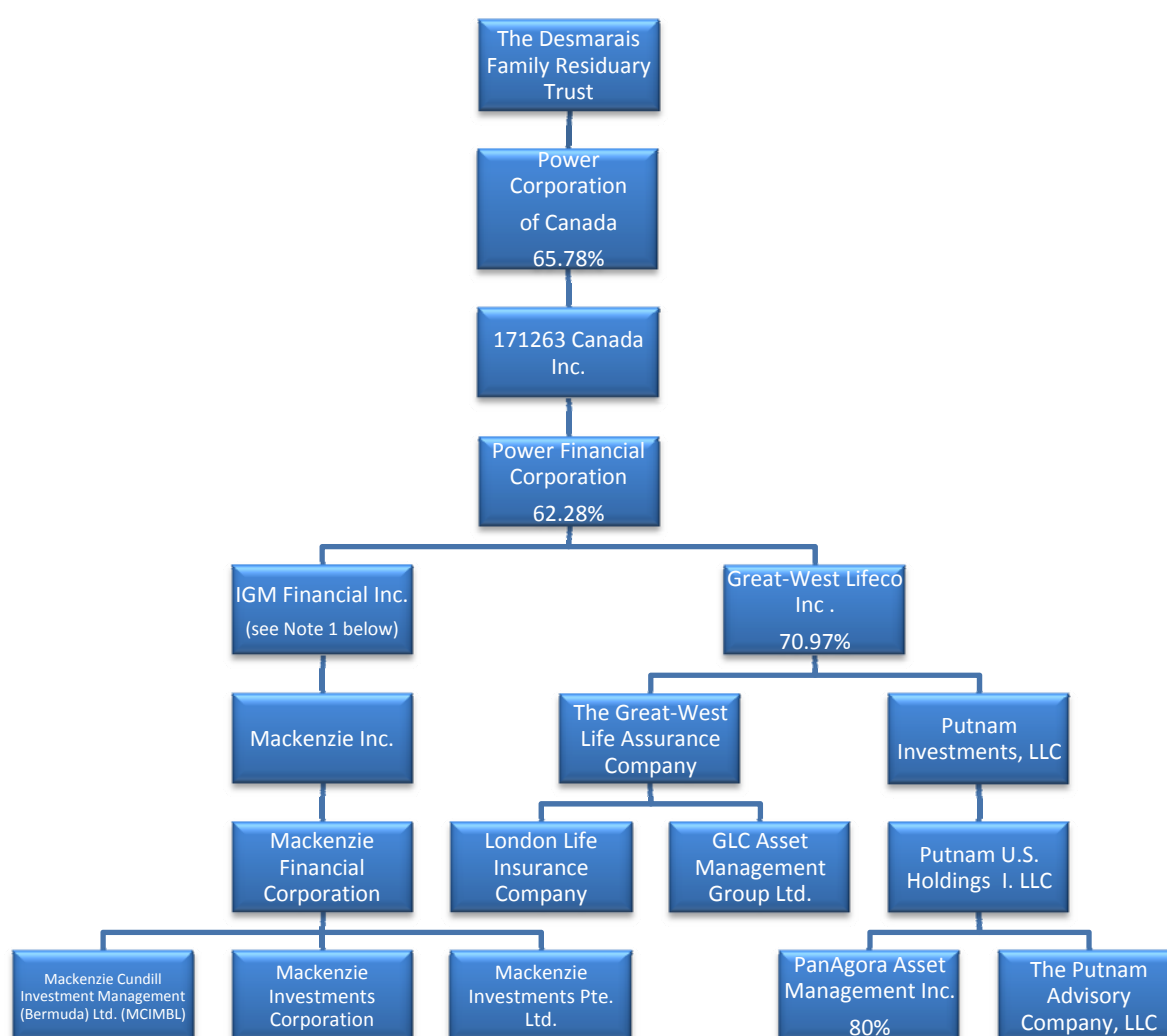 The Desmarais
Family Residuary
Trust
Power
Corporation
of Canada
65.78%
171263 Canada
Inc.
Power Financial
Corporation
62.28%
IGM Financial Inc.
(see Note 1 below)
Great-West Lifeco
Inc .
70.97%
Mackenzie Inc.
The Great-West
Life Assurance
Company
Putnam
Investments, LLC
Mackenzie
Financial
Corporation
London Life
Insurance
Company
GLC Asset
Management
Group Ltd.
Putnam U.S.
Holdings I. LLC
Mackenzie Cundill
Investment Management
(Bermuda) Ltd. (MCIMBL)
Mackenzie
Investments
Corporation
Mackenzie
Investments Pte.
Ltd.
PanAgora Asset
Management Inc.
80%
The Putnam
Advisory
Company, LLC